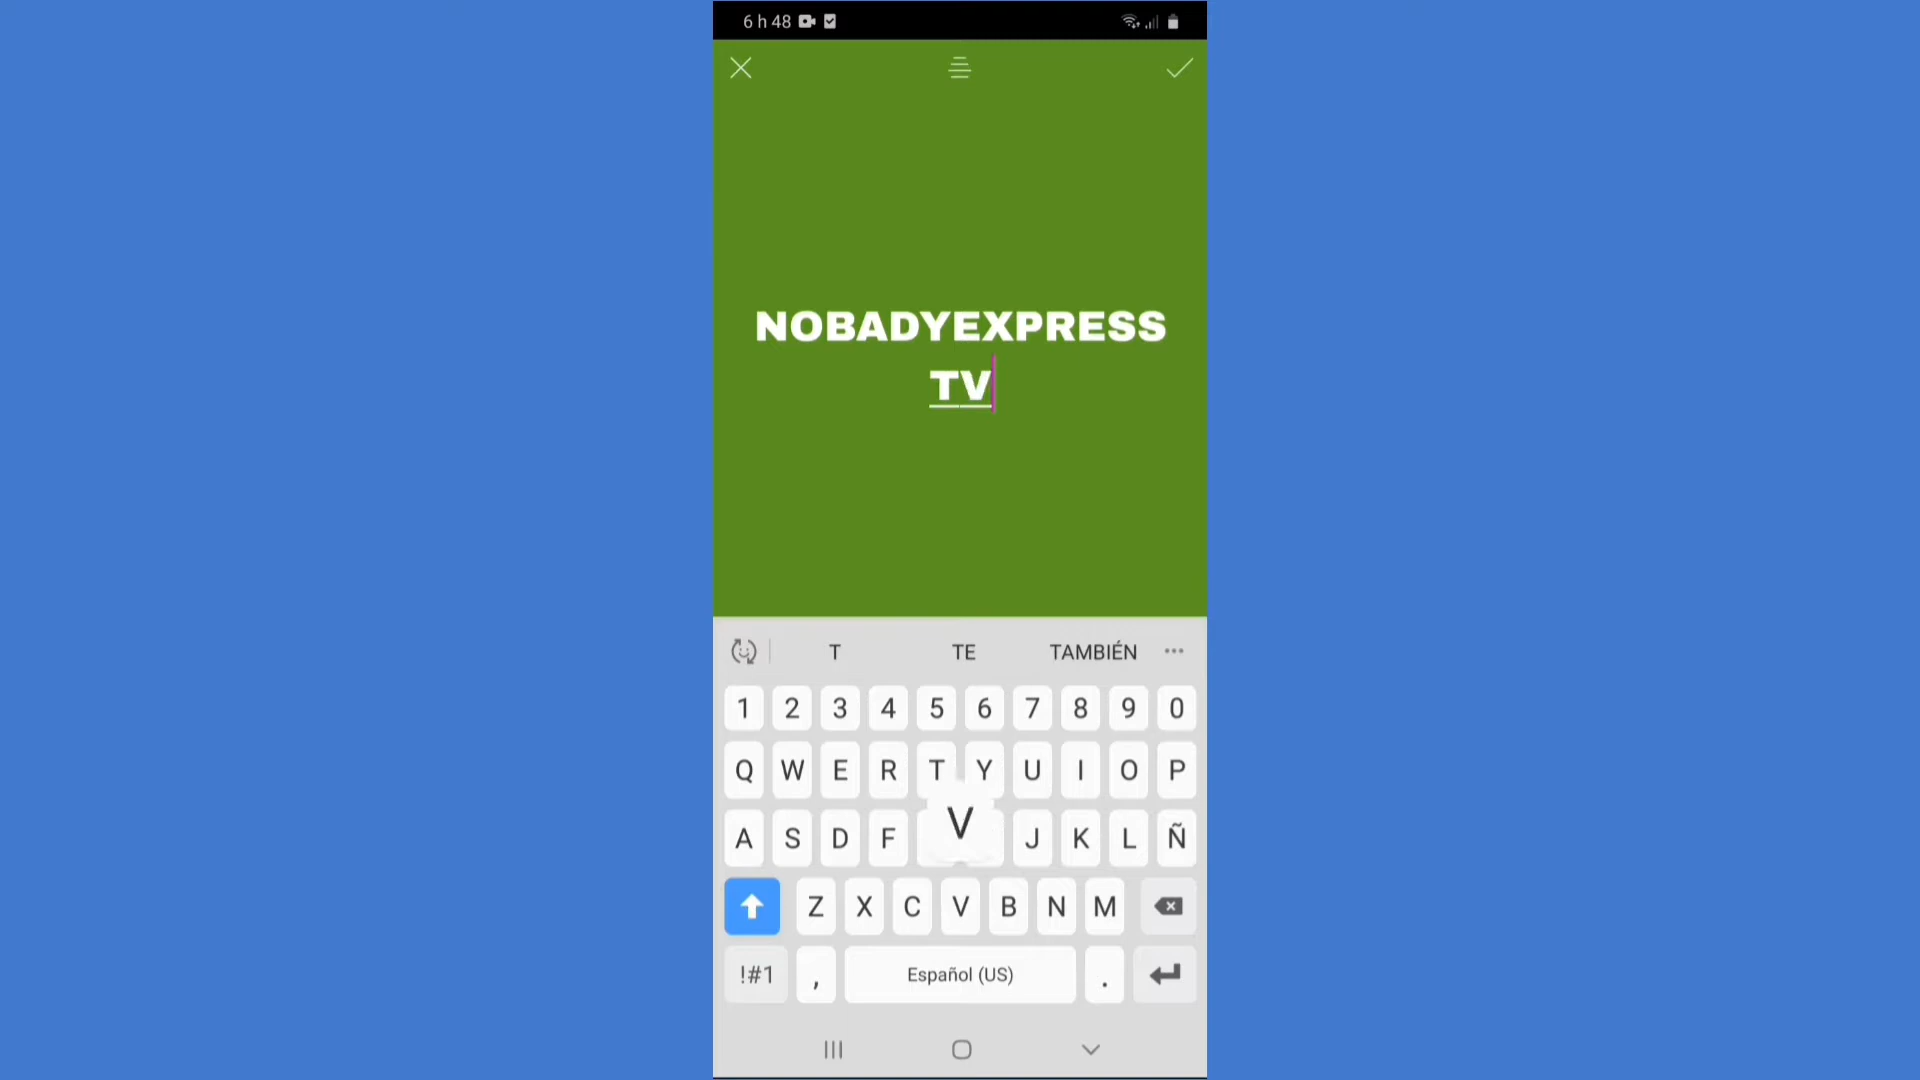 6 h 48
NOBADYEXPRESS
TV
T TE TAMBIÉN
1 2 3 4 5 6 7 8 9 0
Q W E R T Y U I O P
V
A S D F J K L Ñ
Z X C V B N M
!#1 , Español (US) .